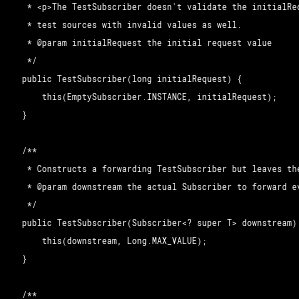 * <p>The TestSubscriber doesn't validate the
* test sources with invalid values as well.
* @param initialRequest the initial request value
*/
public TestSubscriber(long initialRequest) {
this(EmptySubscriber.INSTANCE, initialRequest);
}
/**
* Constructs a forwarding TestSubscriber but leaves
* @param downstream the actual Subscriber to forward
*/
public TestSubscriber(Subscriber<? super T> downstream)
this(downstream, Long.MAX_VALUE);
}
/**